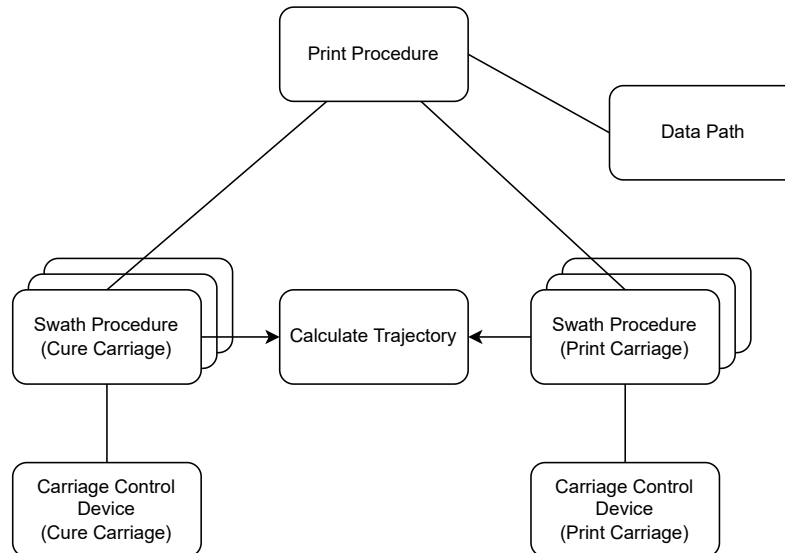 Print Procedure
Data Path
Swath Procedure
(Cure Carriage)
Calculate Trajectory
Swath Procedure
(Print Carriage)
Carriage Control
Device
(Cure Carriage)
Carriage Control
Device
(Print Carriage)